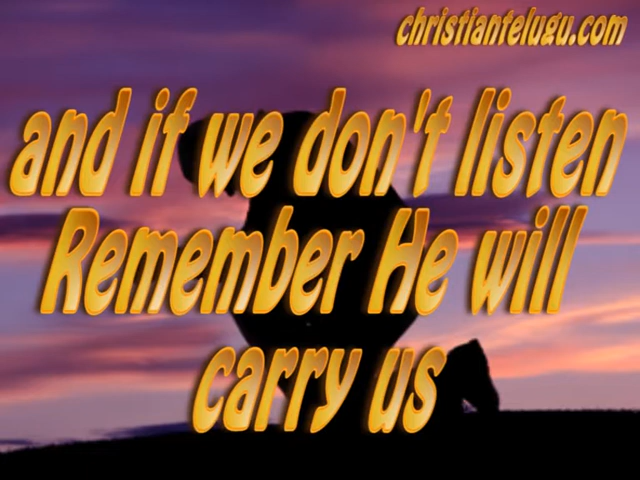 christiantelugu.com
and if we don't listen
Remember He will
carry us